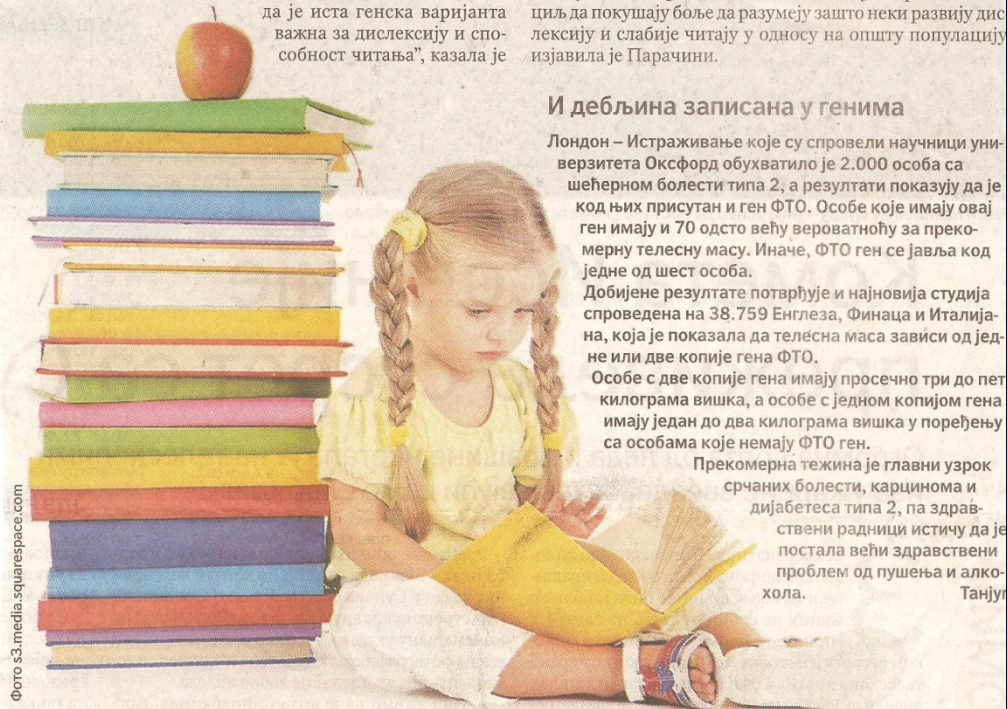 да је иста генска варијанта
важна за дислексију и спо-
собност читања”, казала је
циљ да покушају боље да разумеју зашто неки развију дис
лексију и слабије читају у односу на општу популацију
изјавила је Парачини.
И дебљина записана у генима
Лондон – Истраживање које су спровели научници уни-
верзитета Оксфорд обухватило је 2.000 особа са
шећерном болести типа 2, а резултати показују да је
код њих присутан и ген ФТО. Особе које имају овај
ген имају и 70 одсто већу вероватноћу за преко-
мерну телесну масу. Иначе, ФТО ген се јавља код
једне од шест особа.
Добијене резултате потврђује и најновија студија
спроведена на 38.759 Енглеза, Финаца и Италија-
на, која је показала да телесна маса зависи од јед-
не или две копије гена ФТО.
Особе с две копије гена имају просечно три до пет
килограма вишка, а особе с једном копијом гена
имају један до два килограма вишка у поређењу
са особама које немају ФТО ген.
Прекомерна тежина је главни узрок
срчаних болести, карцинома и
дијабетеса типа 2, па здрав-
ствени радници истичу да је
постала већи здравствени
проблем од пушења и алко-
хола. Танјуг
Фото s3.media.squarespace.com